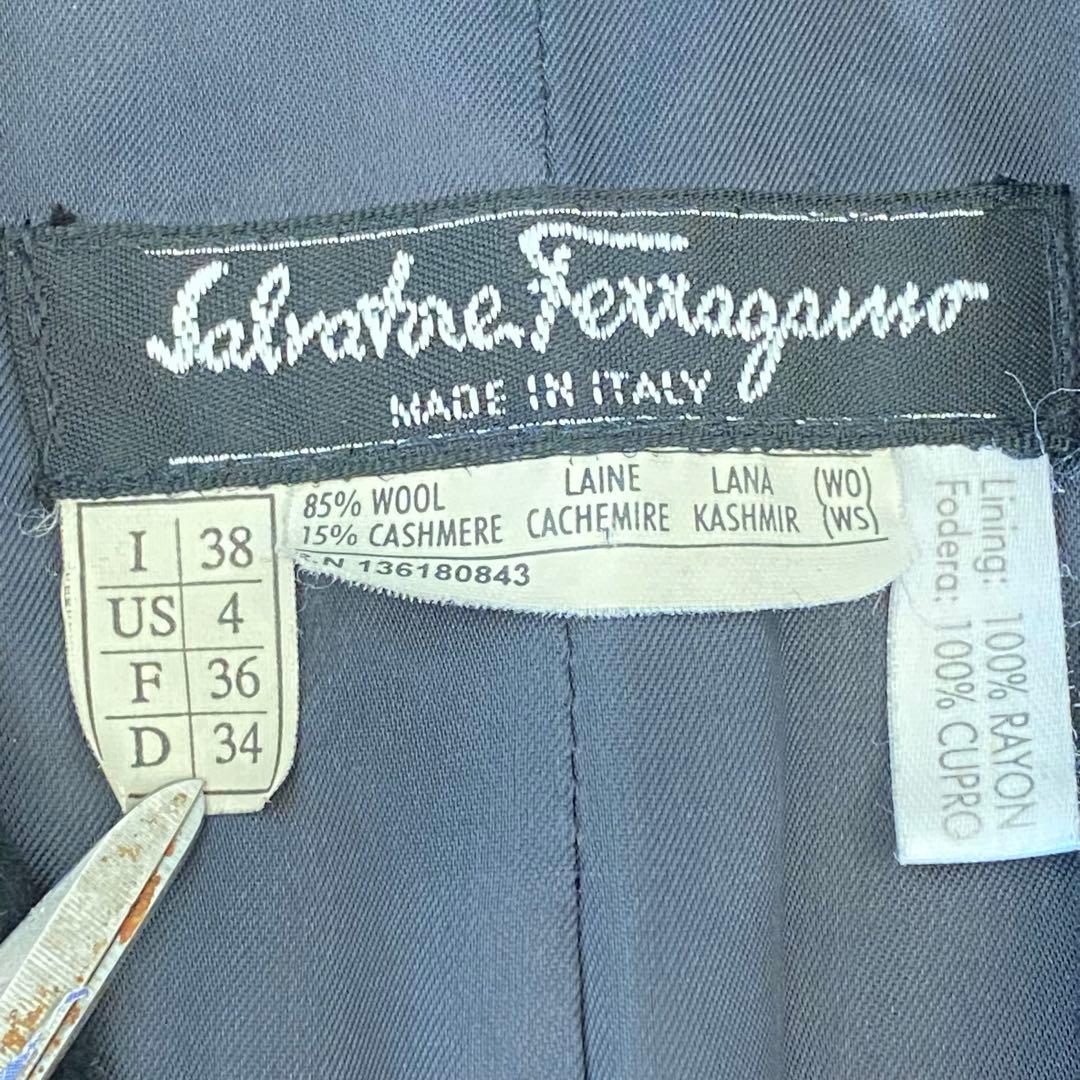 Salvatore Ferragamo
MADE IN ITALY
85% WOOL LAINE LANA (WO)
15% CASHMERE CACHEMIRE KASHMIR (WS)
136180843
I 38
US 4
F 36
D 34
Lining: 100% RAYON
Fodera: 100% CUPRO